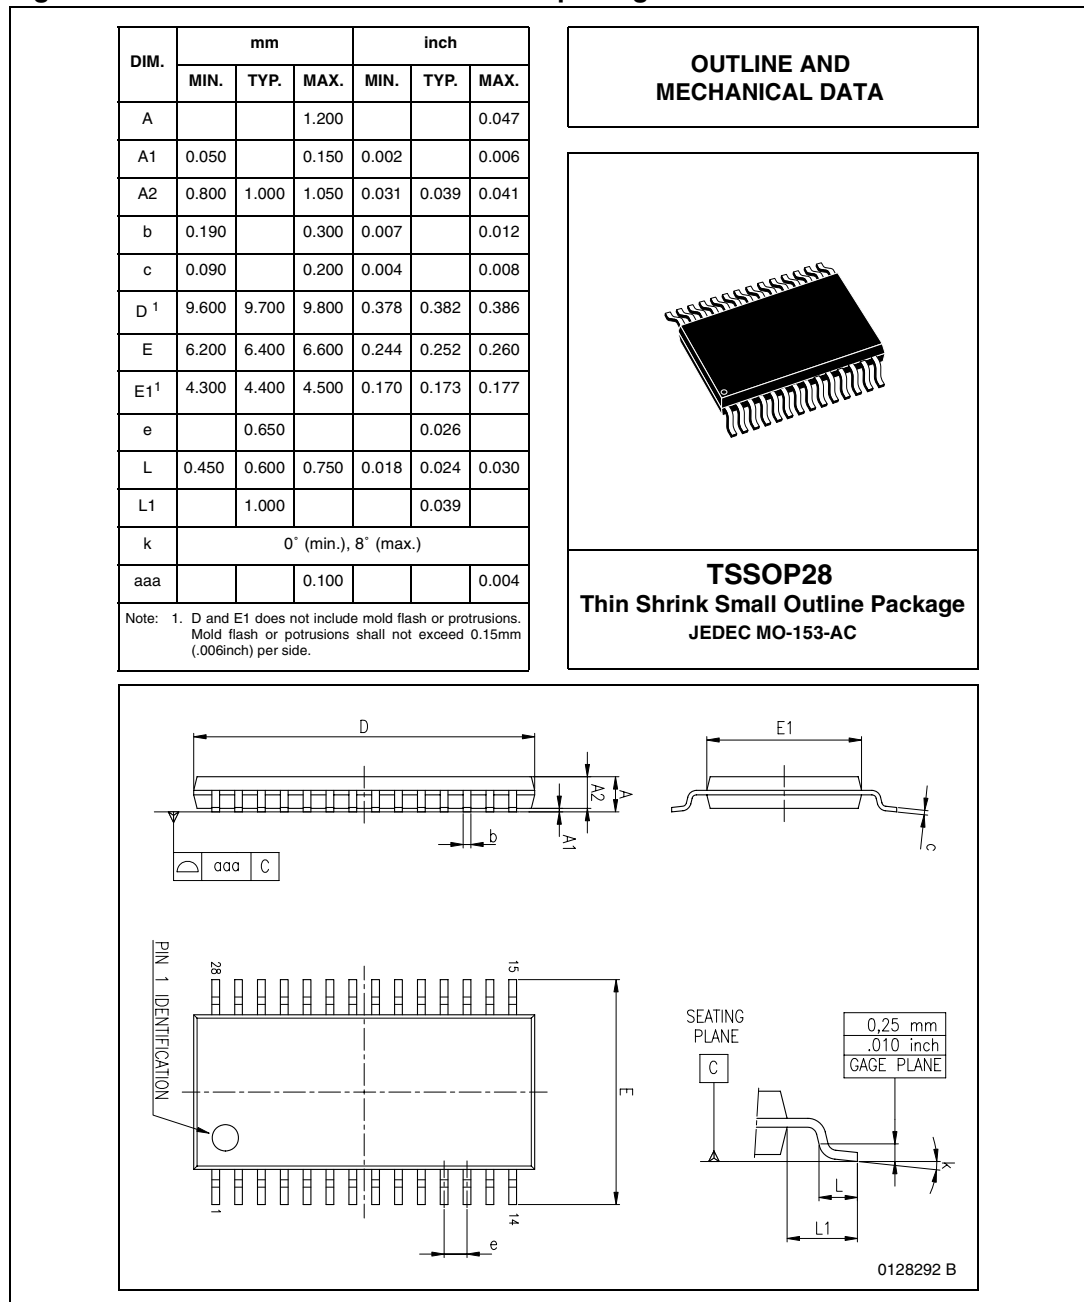 DIM. mm inch
MIN. TYP. MAX. MIN. TYP. MAX.
A 1.200 0.047
A1 0.050 0.150 0.002 0.006
A2 0.800 1.000 1.050 0.031 0.039 0.041
b 0.190 0.300 0.007 0.012
c 0.090 0.200 0.004 0.008
D 1 9.600 9.700 9.800 0.378 0.382 0.386
E 6.200 6.400 6.600 0.244 0.252 0.260
E1 1 4.300 4.400 4.500 0.170 0.173 0.177
e 0.650 0.026
L 0.450 0.600 0.750 0.018 0.024 0.030
L1 1.000 0.039
k 0˚ (min.), 8˚ (max.)
aaa 0.100 0.004
Note: 1. D and E1 does not include mold flash or protrusions.
Mold flash or potrusions shall not exceed 0.15mm
(.006inch) per side.
OUTLINE AND
MECHANICAL DATA
TSSOP28
Thin Shrink Small Outline Package
JEDEC MO-153-AC
D
E1
A2
A
A1
b
c
aaa C
PIN 1 IDENTIFICATION
28
15
E
1
14
e
SEATING
PLANE
C
0,25 mm
.010 inch
GAGE PLANE
k
L
L1
0128292 B